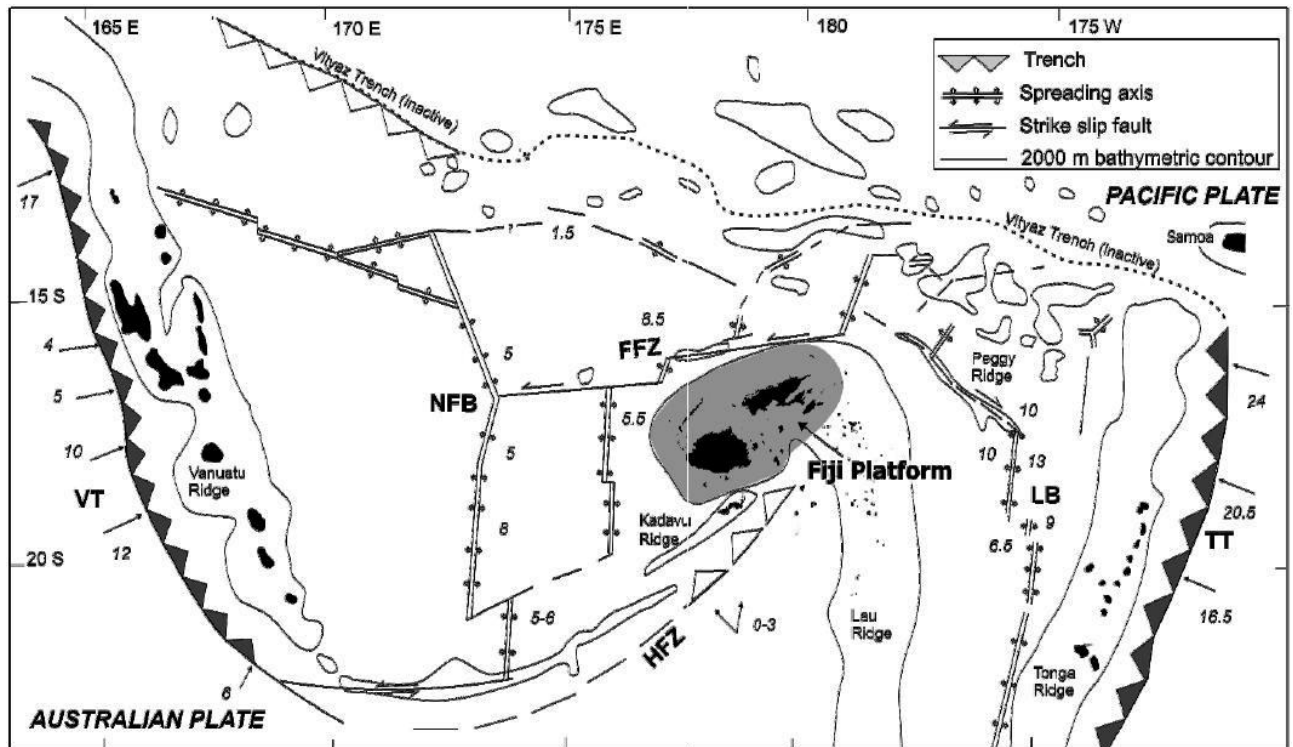 165 E
170 E
175 E
180
175 W
Trench
Spreading axis
Strike slip fault
2000 m bathymetric contour
Vityaz Trench (Inactive)
PACIFIC PLATE
Samoa
Vityaz Trench (Inactive)
17
1.5
15 S
8.5
FFZ
4
5
Peggy
Ridge
5
NFB
5.5
10
24
10
5
10
13
Fiji Platform
Vanuatu
Ridge
VT
LB
Kadavu
Ridge
9
20.5
12
8
6.5
TT
20 S
5-6
0-3
16.5
Lau
Ridge
HFZ
Tonga
Ridge
6
AUSTRALIAN PLATE